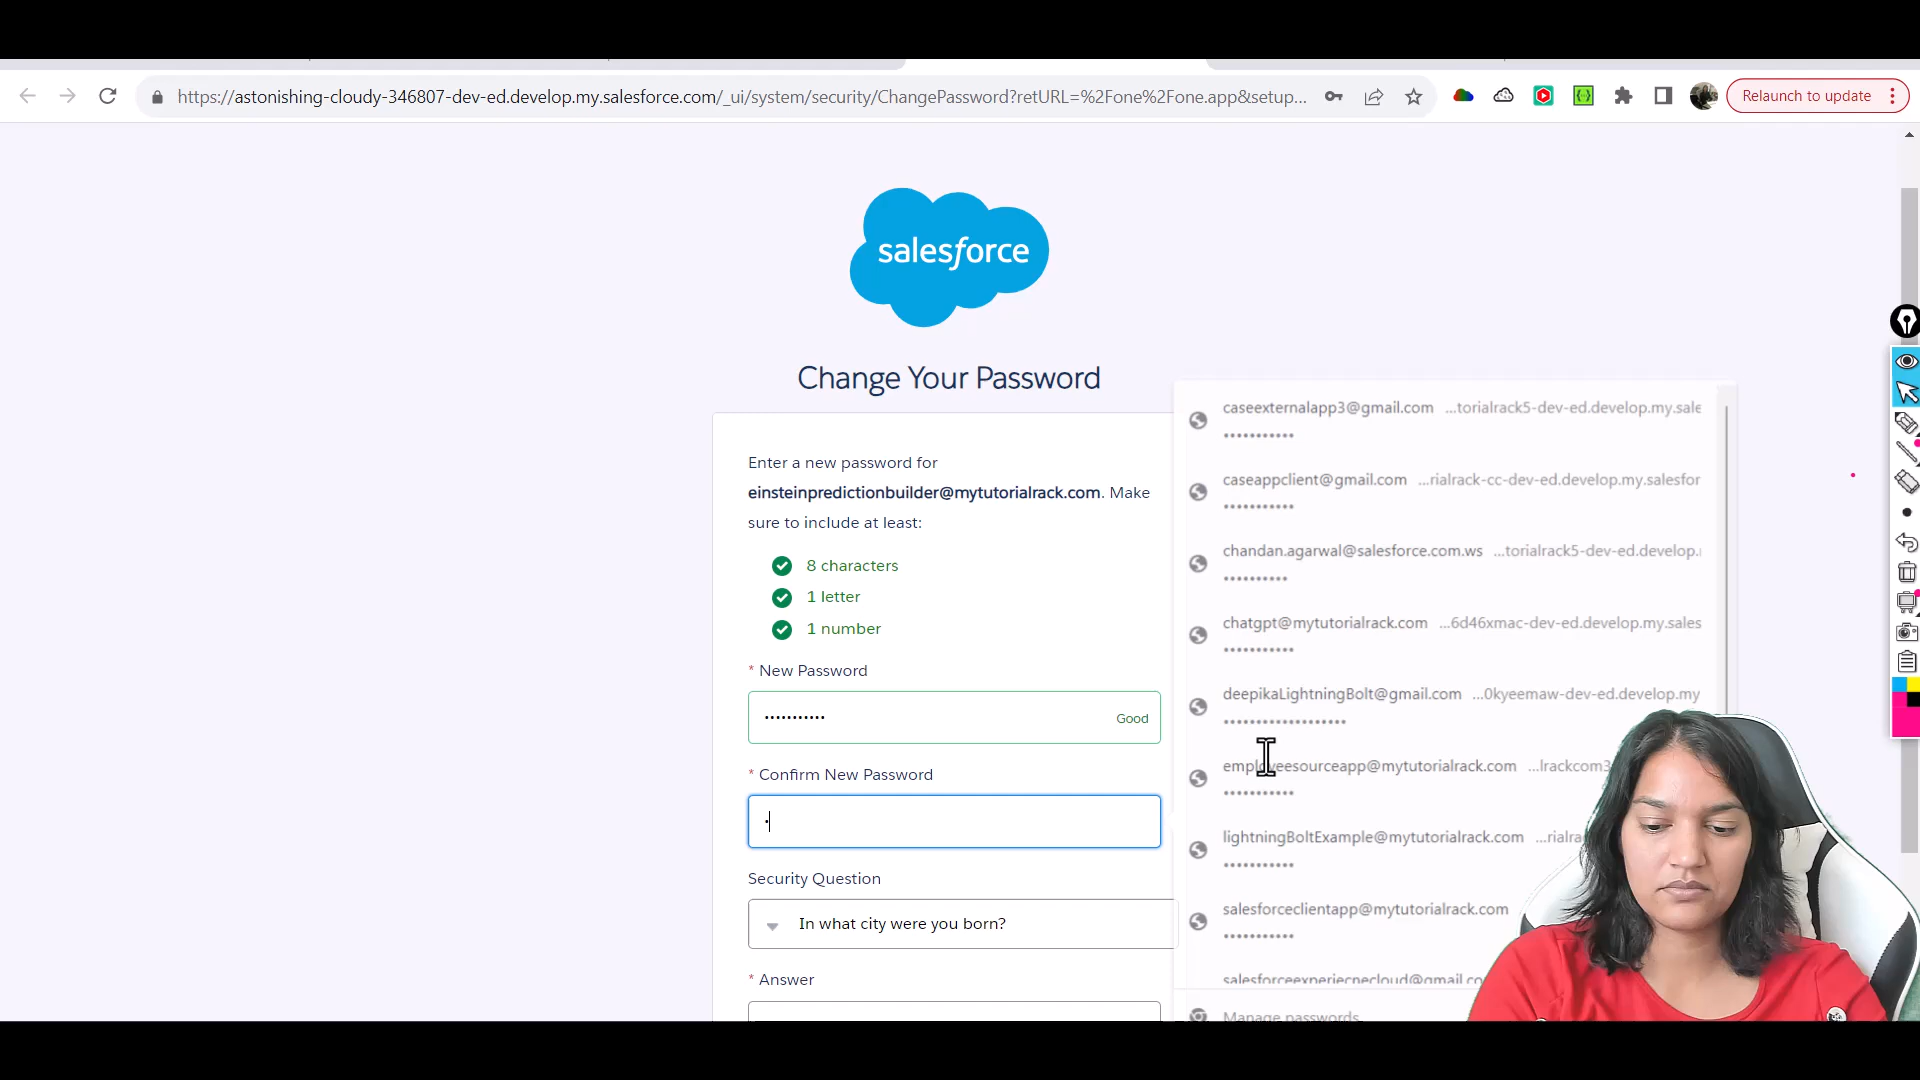 https://astonishing-cloudy-346807-dev-ed.develop.my.salesforce.com/_ui/system/security/ChangePassword?retURL=%2Fone%2Fone.app&setup...
Relaunch to update
salesforce
Change Your Password
Enter a new password for
einsteinpredictionbuilder@mytutorialrack.com. Make
sure to include at least:
8 characters
1 letter
1 number
* New Password
•••••••••••
Good
* Confirm New Password
•
Security Question
In what city were you born?
* Answer
caseexternalapp3@gmail.com ...torialrack5-dev-ed.develop.my.sale
•••••••••••
caseappclient@gmail.com ...rialrack-cc-dev-ed.develop.my.salesfor
•••••••••••
chandan.agarwal@salesforce.com.ws ...torialrack5-dev-ed.develop.
••••••••••
chatgpt@mytutorialrack.com ...6d46xmac-dev-ed.develop.my.sales
•••••••••••
deepikaLightningBolt@gmail.com ...0kyeemaw-dev-ed.develop.my
•••••••••••••••••••
employeesourceapp@mytutorialrack.com ...lrackcom3
•••••••••••
lightningBoltExample@mytutorialrack.com ...rialra
•••••••••••
salesforceclientapp@mytutorialrack.com
•••••••••••
salesforceexperiecnecloud@gmail.co
Manage passwords